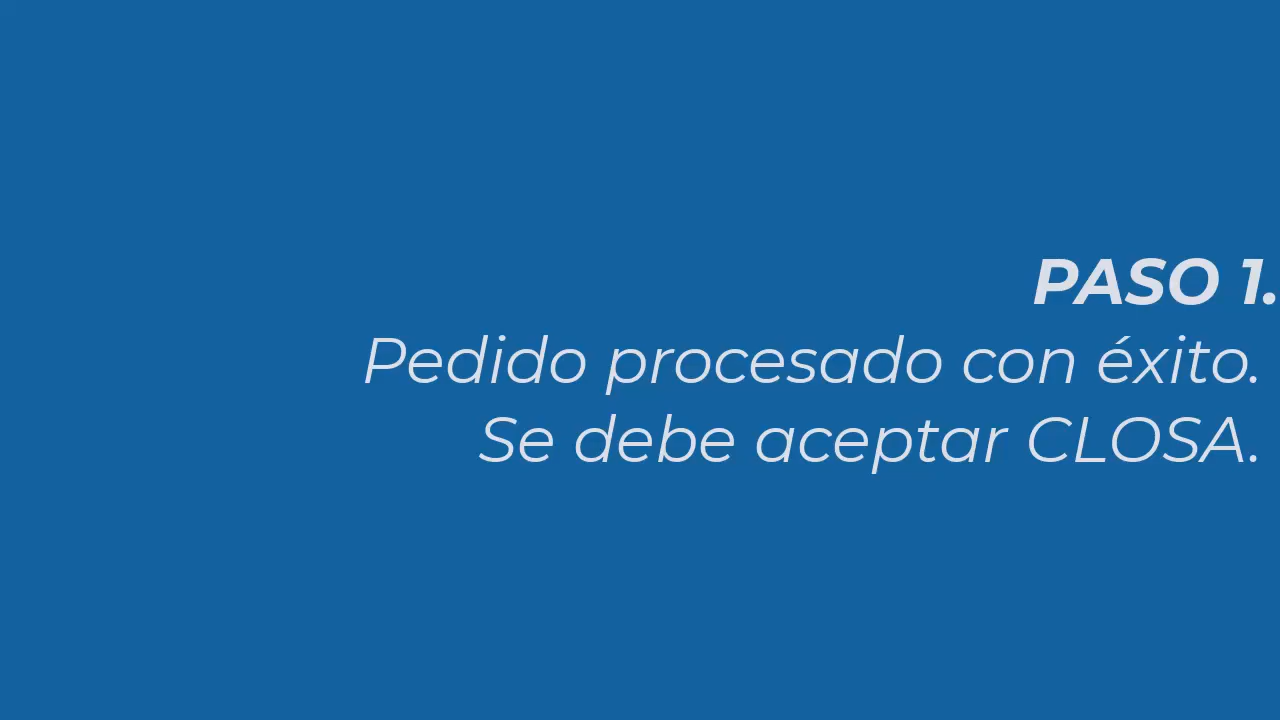 PASO 1.
Pedido procesado con éxito.
Se debe aceptar CLOSA.